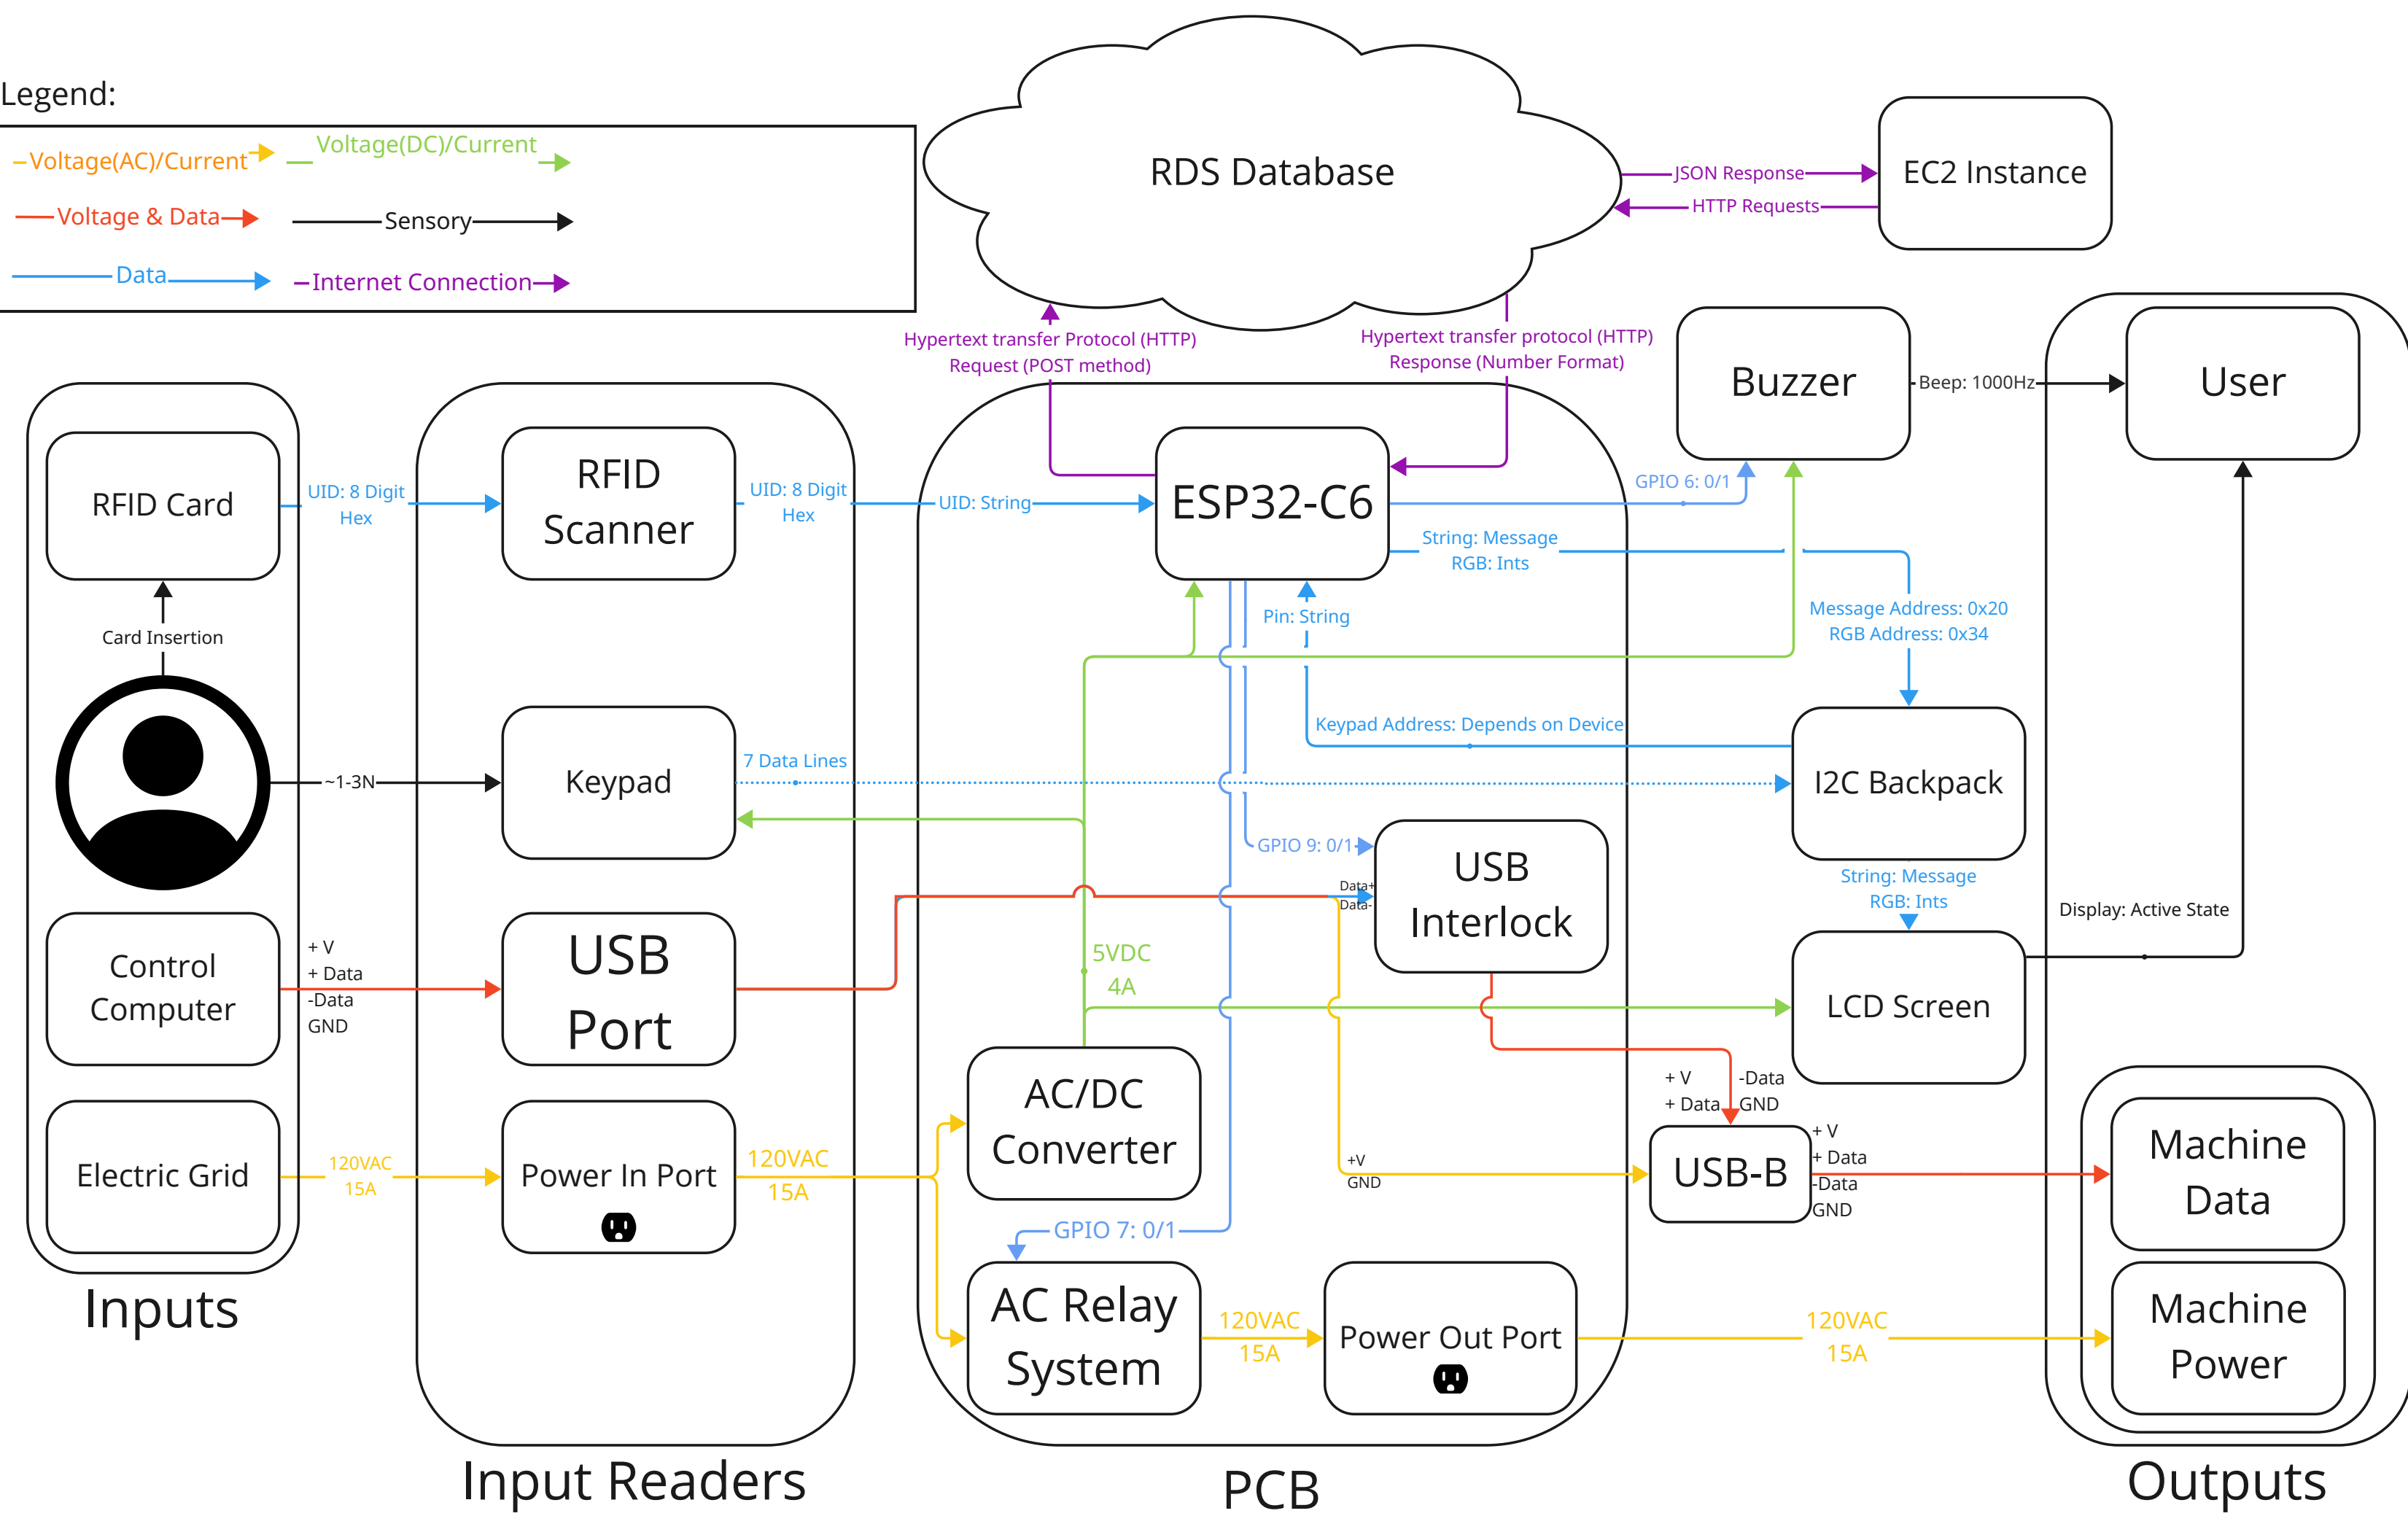 Legend:
Voltage(AC)/Current
Voltage(DC)/Current
Voltage & Data
Sensory
Data
Internet Connection
RDS Database
JSON Response
HTTP Requests
EC2 Instance
Hypertext transfer Protocol (HTTP)
Request (POST method)
Hypertext transfer protocol (HTTP)
Response (Number Format)
Buzzer
Beep: 1000Hz
User
RFID Card
UID: 8 Digit
Hex
RFID
Scanner
UID: 8 Digit
Hex
UID: String
ESP32-C6
GPIO 6: 0/1
String: Message
RGB: Ints
Card Insertion
Pin: String
Message Address: 0x20
RGB Address: 0x34
~1-3N
Keypad
7 Data Lines
Keypad Address: Depends on Device
I2C Backpack
GPIO 9: 0/1
Data+
Data-
USB
Interlock
String: Message
RGB: Ints
Display: Active State
Control
Computer
+ V
+ Data
-Data
GND
USB
Port
5VDC
4A
LCD Screen
AC/DC
Converter
+ V
+ Data
-Data
GND
Electric Grid
120VAC
15A
Power In Port
120VAC
15A
+V
GND
USB-B
+ V
+ Data
-Data
GND
Machine
Data
GPIO 7: 0/1
AC Relay
System
120VAC
15A
Power Out Port
120VAC
15A
Machine
Power
Inputs
Input Readers
PCB
Outputs